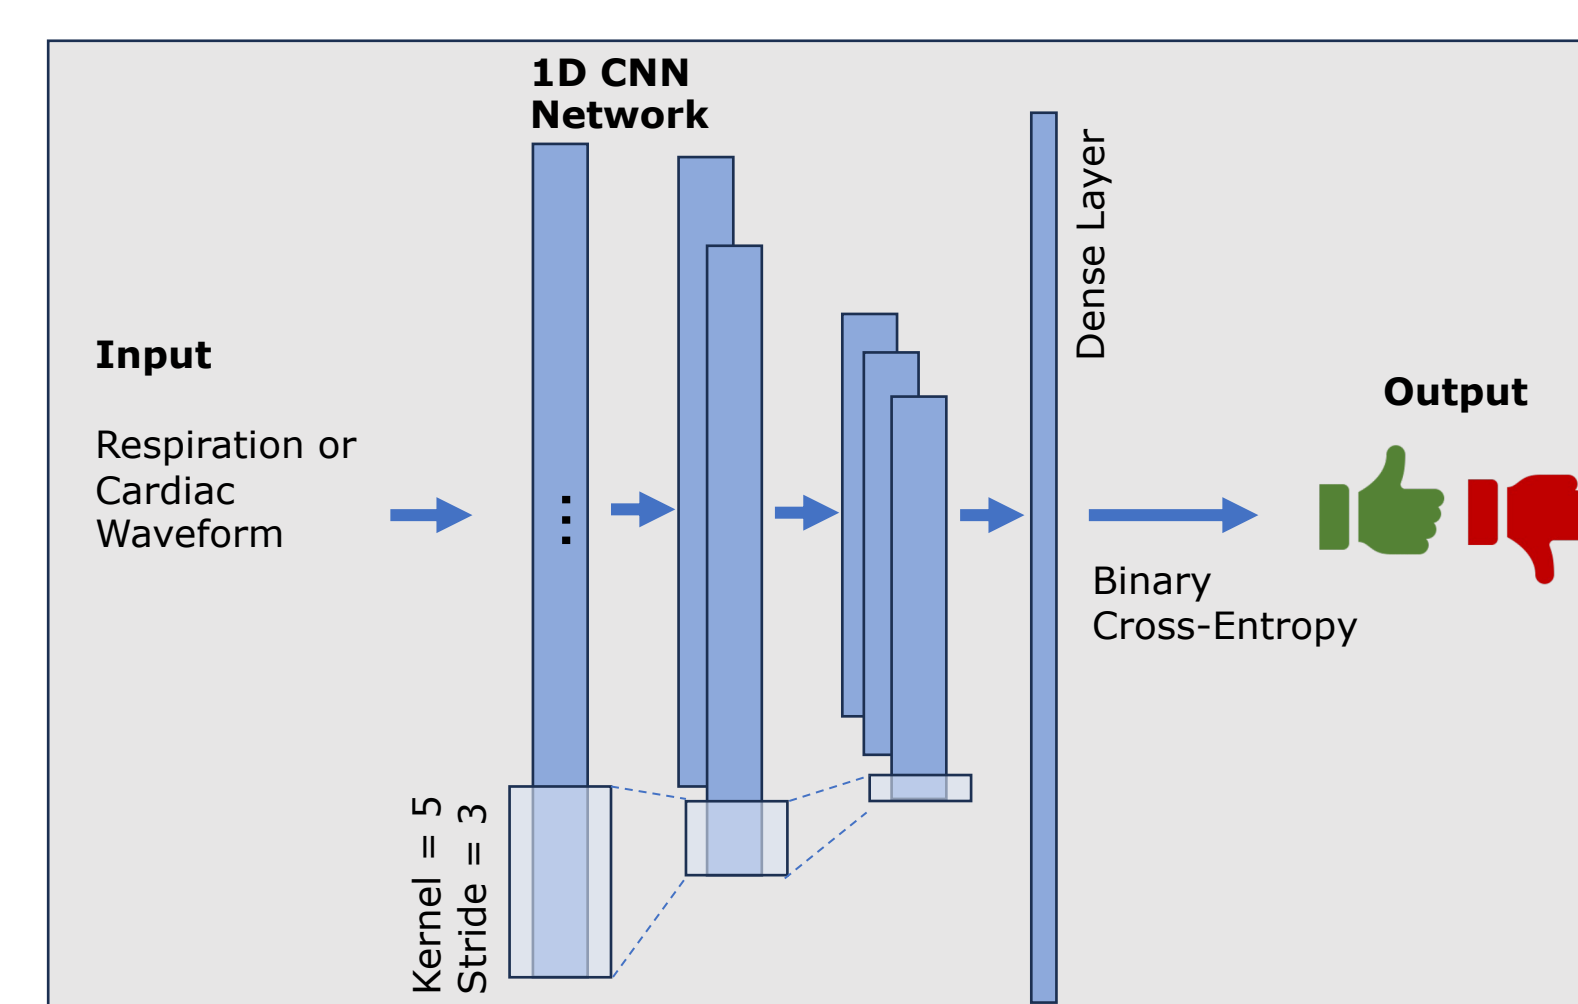 1D CNN
Network
Input
Respiration or
Cardiac
Waveform
...
Kernel = 5
Stride = 3
Dense Layer
Binary
Cross-Entropy
Output